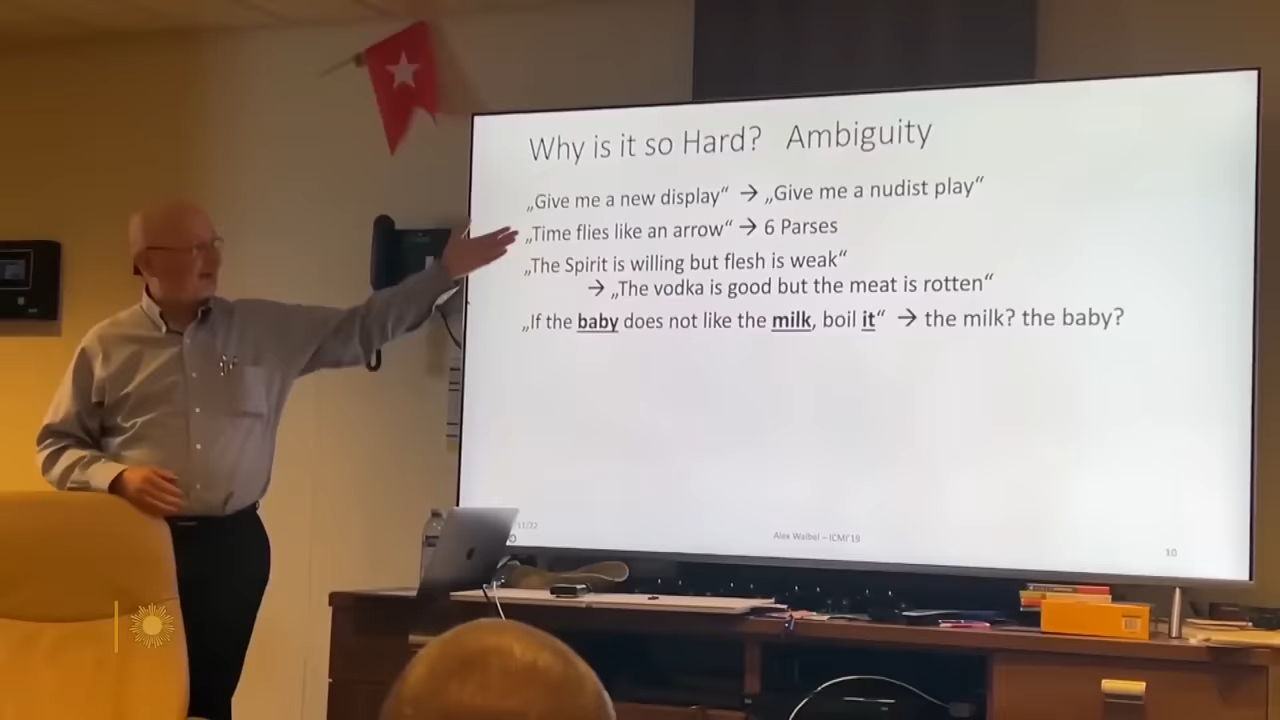 Why is it so Hard? Ambiguity
„Give me a new display“ → „Give me a nudist play“
„Time flies like an arrow“ → 6 Parses
„The Spirit is willing but flesh is weak“
→ „The vodka is good but the meat is rotten“
„If the baby does not like the milk, boil it“ → the milk? the baby?
11/22
Alex Waibel – ICMI'19
10